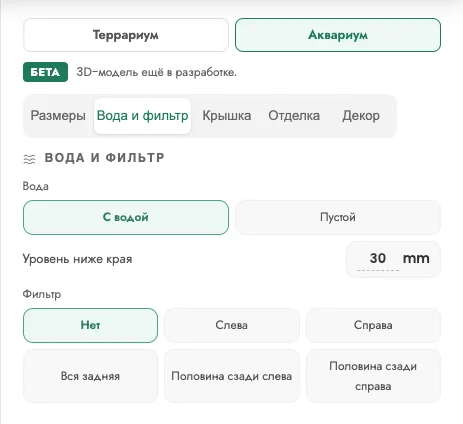 Террариум Аквариум
БЕТА 3D-модель ещё в разработке.
Размеры Вода и фильтр Крышка Отделка Декор
ВОДА И ФИЛЬТР
Вода
С водой Пустой
Уровень ниже края 30 mm
Фильтр
Нет Слева Справа
Вся задняя Половина сзади слева Половина сзади
справа